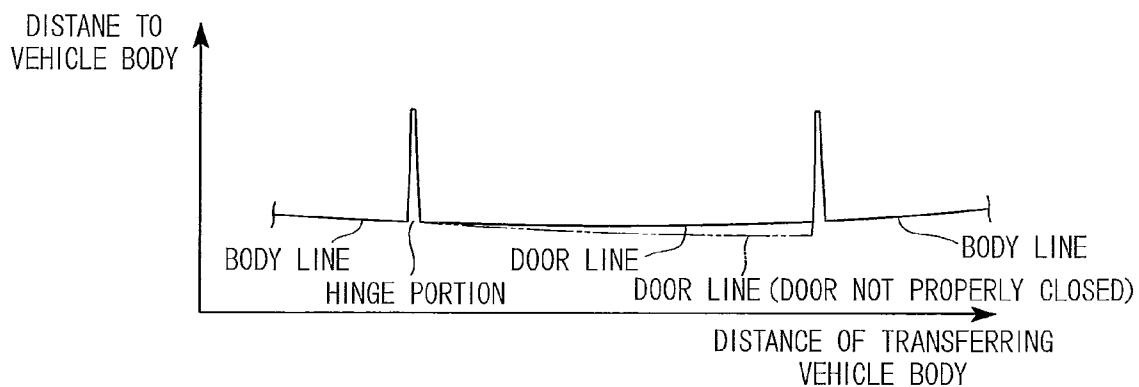 DISTANE TO
VEHICLE BODY
BODY LINE
HINGE PORTION
DOOR LINE
DOOR LINE (DOOR NOT PROPERLY CLOSED)
BODY LINE
DISTANCE OF TRANSFERRING
VEHICLE BODY